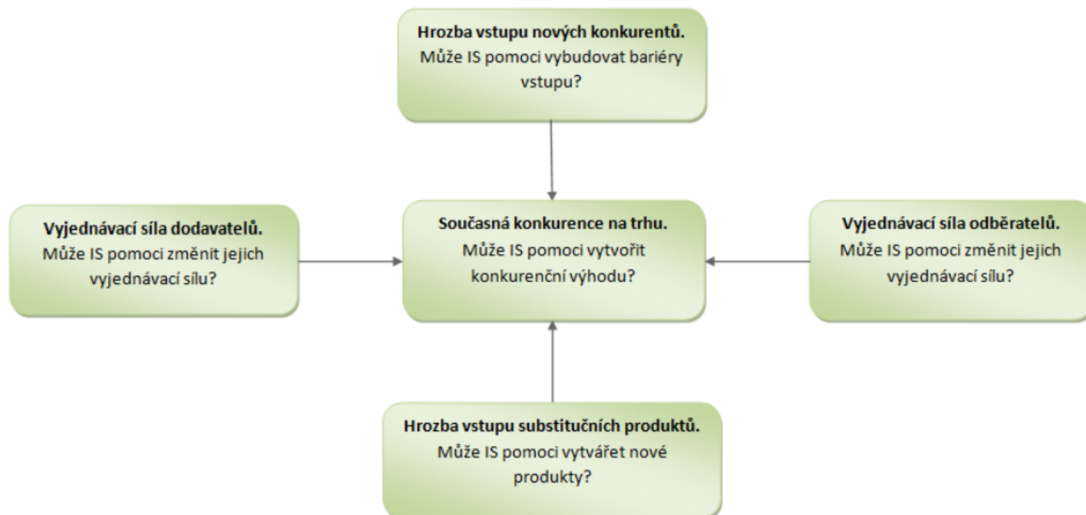 Hrozba vstupu nových konkurentů.
Může IS pomoci vybudovat bariéry
vstupu?
Vyjednávací síla dodavatelů.
Může IS pomoci změnit jejich
vyjednávací sílu?
Současná konkurence na trhu.
Může IS pomoci vytvořit
konkurenční výhodu?
Vyjednávací síla odběratelů.
Může IS pomoci změnit jejich
vyjednávací sílu?
Hrozba vstupu substitučních produktů.
Může IS pomoci vytvářet nové
produkty?